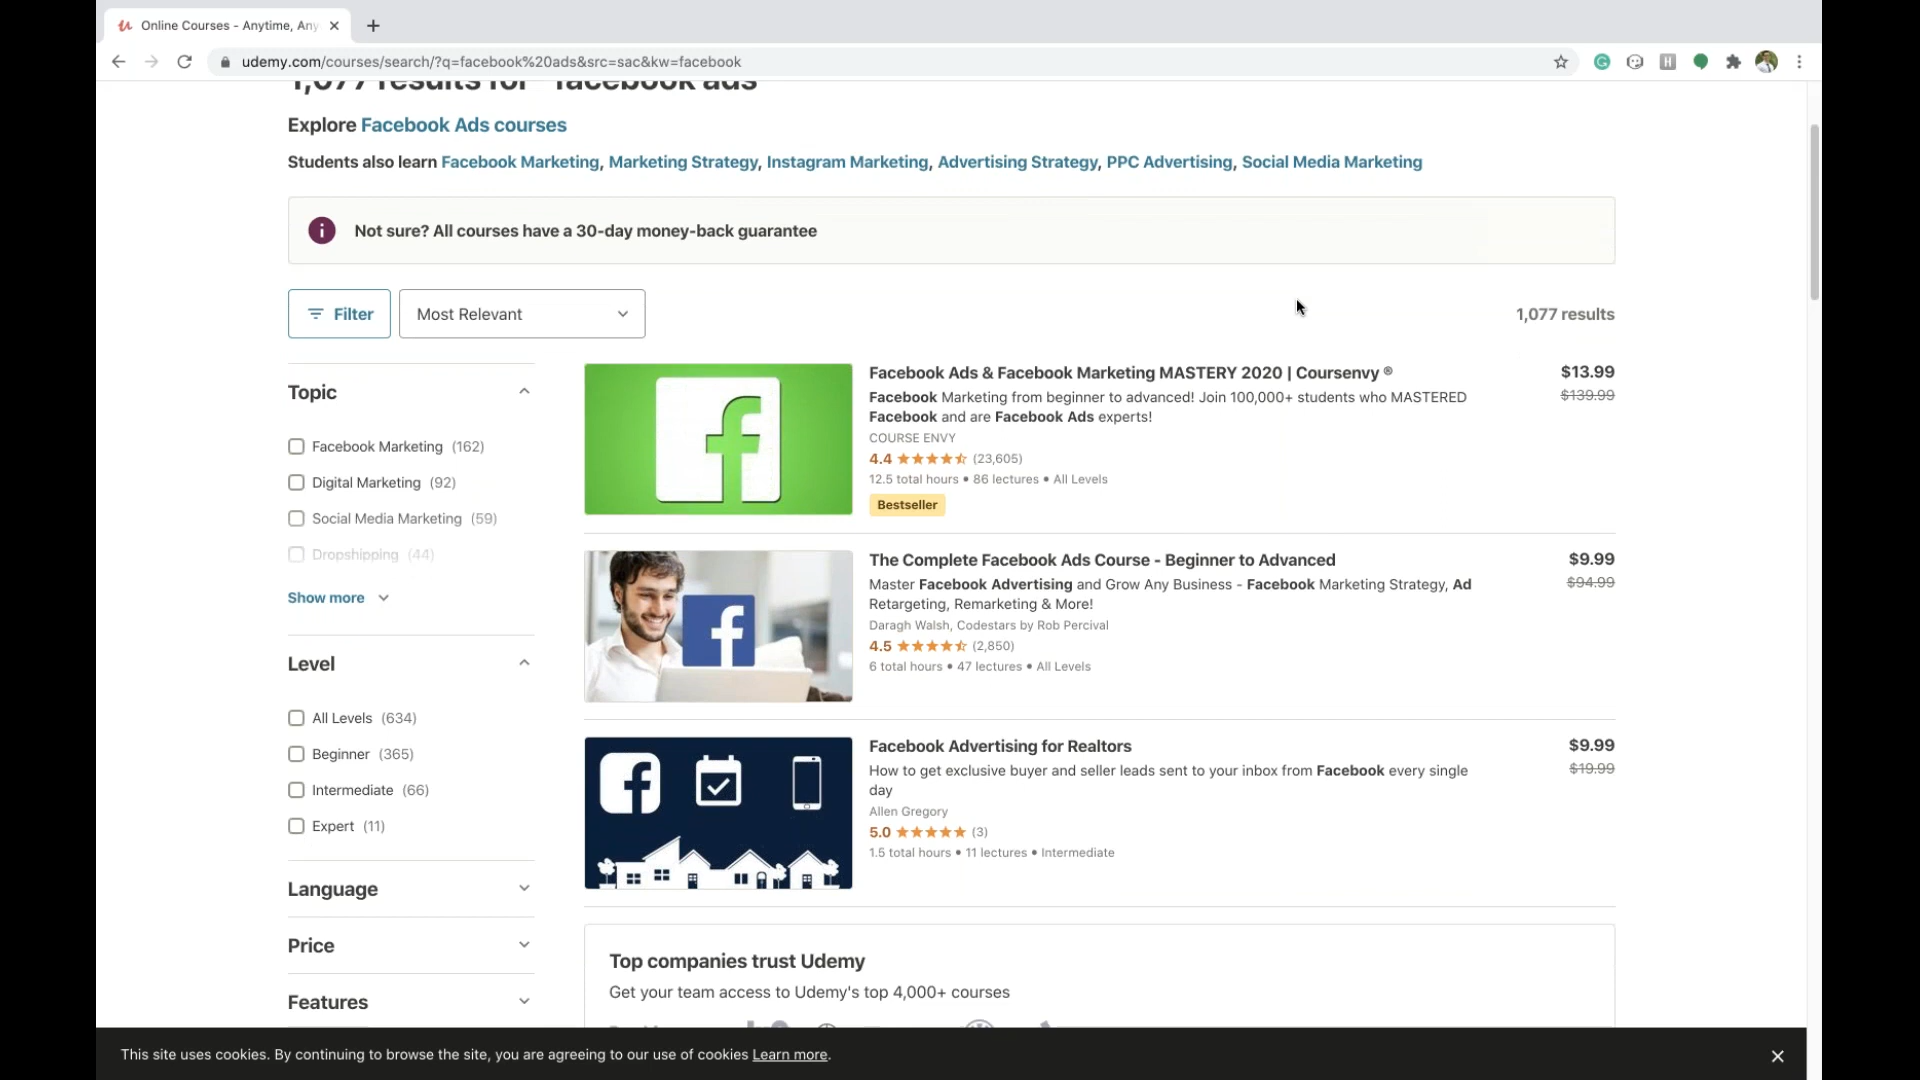 Online Courses - Anytime, Any
udemy.com/courses/search/?q=facebook%20ads&src=sac&kw=facebook
1,077 results for "facebook ads"
Explore Facebook Ads courses
Students also learn Facebook Marketing, Marketing Strategy, Instagram Marketing, Advertising Strategy, PPC Advertising, Social Media Marketing
Not sure? All courses have a 30-day money-back guarantee
Filter
Most Relevant
1,077 results
Topic
Facebook Marketing (162)
Digital Marketing (92)
Social Media Marketing (59)
Dropshipping (44)
Show more
Level
All Levels (634)
Beginner (365)
Intermediate (66)
Expert (11)
Language
Price
Features
Facebook Ads & Facebook Marketing MASTERY 2020 | Coursenvy ®
$13.99
Facebook Marketing from beginner to advanced! Join 100,000+ students who MASTERED
$139.99
Facebook and are Facebook Ads experts!
COURSE ENVY
4.4 (23,605)
12.5 total hours • 86 lectures • All Levels
Bestseller
The Complete Facebook Ads Course - Beginner to Advanced
$9.99
Master Facebook Advertising and Grow Any Business - Facebook Marketing Strategy, Ad
$94.99
Retargeting, Remarketing & More!
Daragh Walsh, Codestars by Rob Percival
4.5 (2,850)
6 total hours • 47 lectures • All Levels
Facebook Advertising for Realtors
$9.99
How to get exclusive buyer and seller leads sent to your inbox from Facebook every single
$19.99
day
Allen Gregory
5.0 (3)
1.5 total hours • 11 lectures • Intermediate
Top companies trust Udemy
Get your team access to Udemy's top 4,000+ courses
This site uses cookies. By continuing to browse the site, you are agreeing to our use of cookies Learn more.